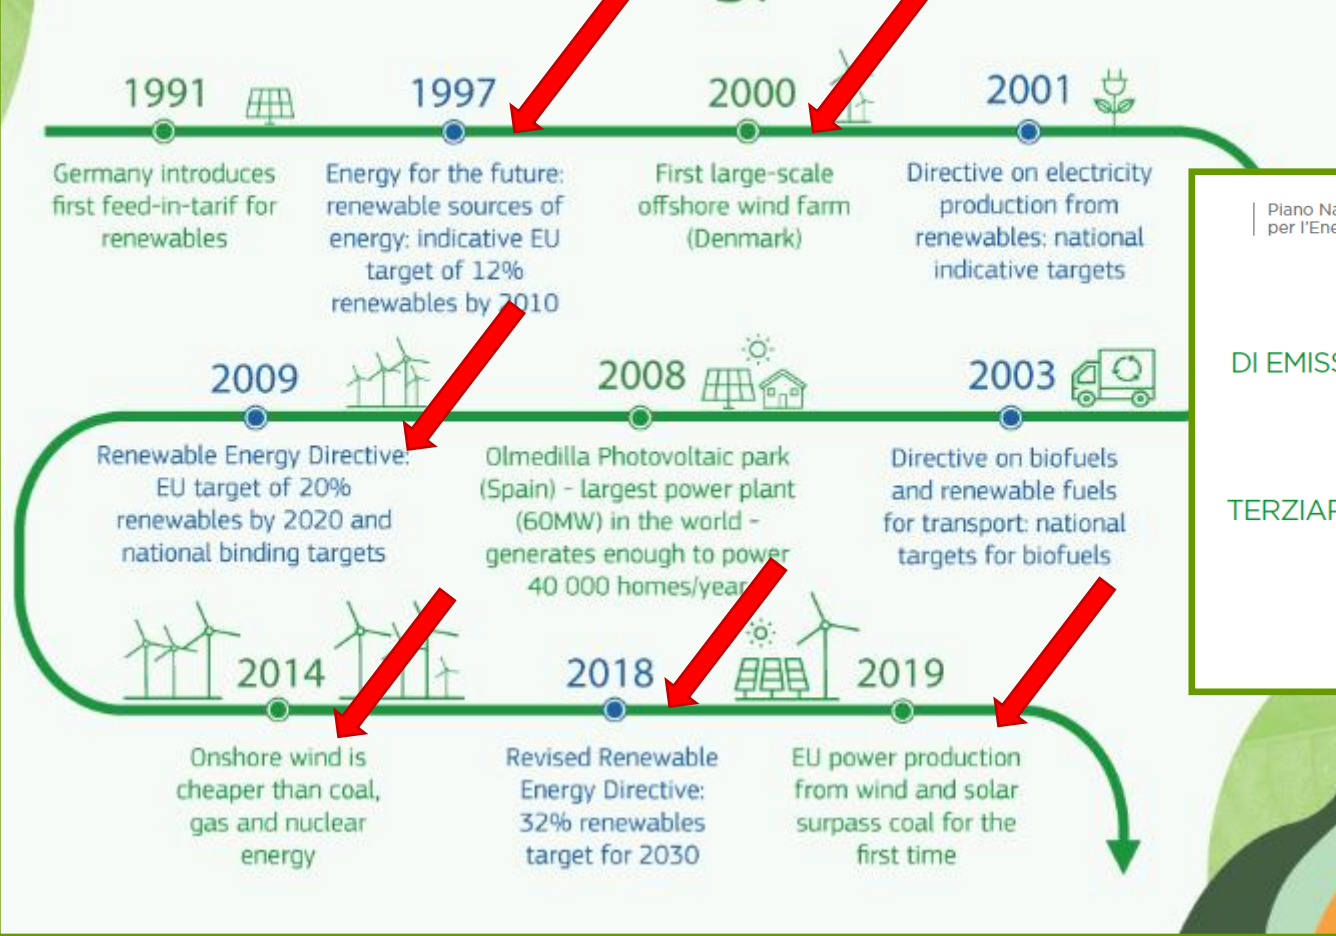 1991
Germany introduces
first feed-in-tarif for
renewables
1997
Energy for the future:
renewable sources of
energy: indicative EU
target of 12%
renewables by 2010
2000
First large-scale
offshore wind farm
(Denmark)
2001
Directive on electricity
production from
renewables: national
indicative targets
2003
Directive on biofuels
and renewable fuels
for transport: national
targets for biofuels
2008
Olmedilla Photovoltaic park
(Spain) - largest power plant
(60MW) in the world -
generates enough to power
40 000 homes/year
2009
Renewable Energy Directive:
EU target of 20%
renewables by 2020 and
national binding targets
2014
Onshore wind is
cheaper than coal,
gas and nuclear
energy
2018
Revised Renewable
Energy Directive:
32% renewables
target for 2030
2019
EU power production
from wind and solar
surpass coal for the
first time
Piano
per l'
DI